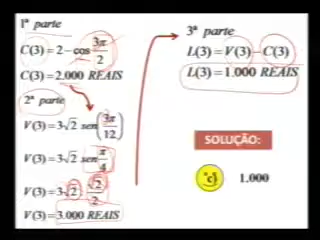 1ª parte
C(3) = 2 - cos 3π/2
C(3) = 2.000 REAIS
2ª parte
V(3) = 3√2 sen(3π/12)
V(3) = 3√2 sen π/4
V(3) = 3√2 . √2/2
V(3) = 3.000 REAIS
3ª parte
L(3) = V(3) - C(3)
L(3) = 1.000 REAIS
SOLUÇÃO:
"c) 1.000